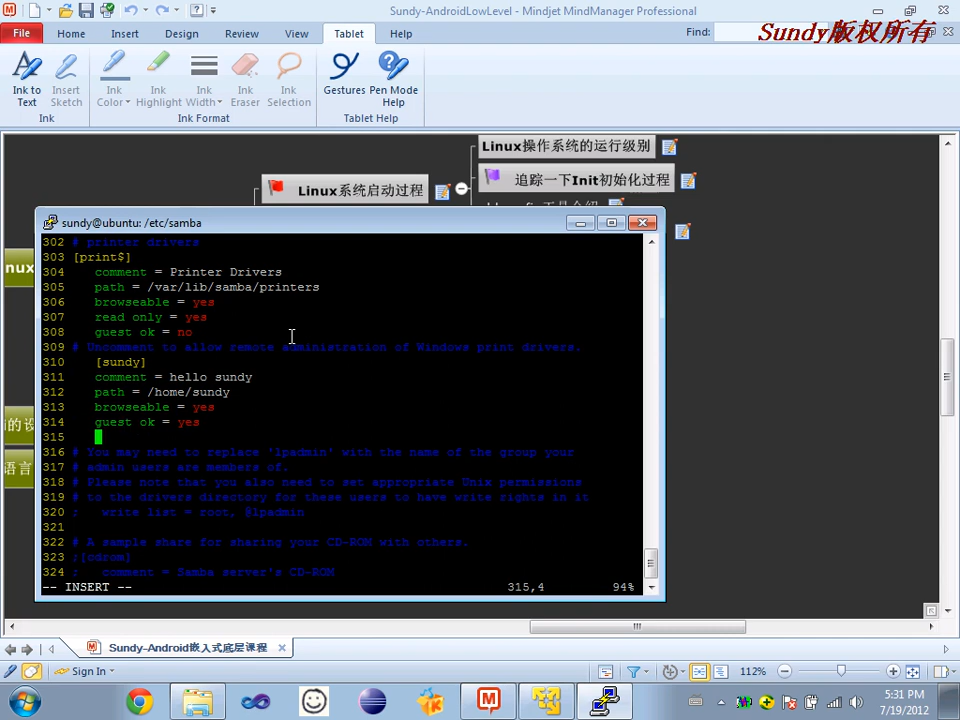 Sundy-AndroidLowLevel - Mindjet MindManager Professional
File
Home
Insert
Design
Review
View
Tablet
Help
Find:
Sundy版权所有
Ink to Text
Insert Sketch
Ink Color
Ink Highlight
Ink Width
Ink Eraser
Ink Selection
Gestures
Pen Mode Help
Ink
Ink Format
Tablet Help
Linux操作系统的运行级别
追踪一下Init初始化过程
Linux系统启动过程
nux
的设
语言
sundy@ubuntu: /etc/samba
302 # printer drivers
303 [print$]
304 comment = Printer Drivers
305 path = /var/lib/samba/printers
306 browseable = yes
307 read only = yes
308 guest ok = no
309 # Uncomment to allow remote administration of Windows print drivers.
310 [sundy]
311 comment = hello sundy
312 path = /home/sundy
313 browseable = yes
314 guest ok = yes
315
316 # You may need to replace 'lpadmin' with the name of the group your
317 # admin users are members of.
318 # Please note that you also need to set appropriate Unix permissions
319 # to the drivers directory for these users to have write rights in it
320 ; write list = root, @lpadmin
321
322 # A sample share for sharing your CD-ROM with others.
323 ;[cdrom]
324 ; comment = Samba server's CD-ROM
-- INSERT -- 315,4 94%
Sundy-Android嵌入式底层课程
Sign In
112%
5:31 PM
7/19/2012